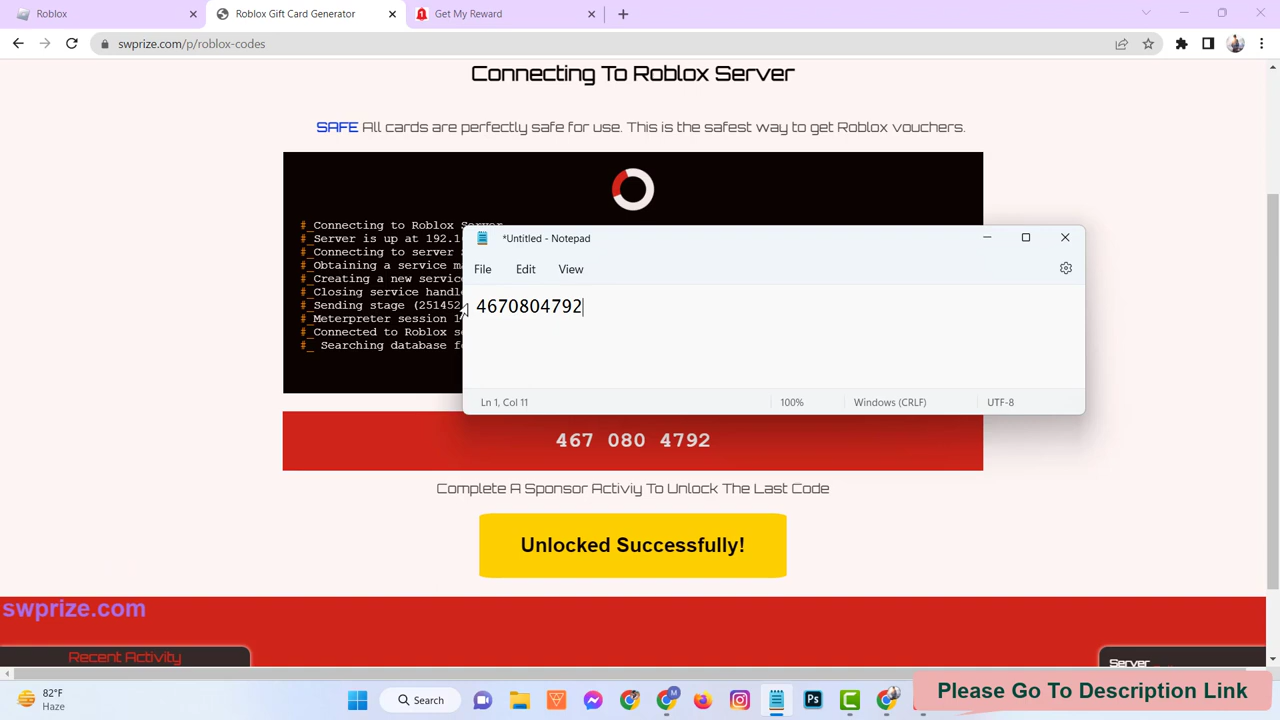 Roblox
Roblox Gift Card Generator
Get My Reward
swprize.com/p/roblox-codes
Connecting To Roblox Server
SAFE All cards are perfectly safe for use. This is the safest way to get Roblox vouchers.
#_Connecting to Roblox Server
#_Server is up at 192.1
#_Connecting to server
#_Obtaining a service
#_Creating a new service
#_Closing service handle
#_Sending stage (251452
#_Meterpreter session 1
#_Connected to Roblox
#_ Searching database
*Untitled - Notepad
File Edit View
4670804792
Ln 1, Col 11 100% Windows (CRLF) UTF-8
467 080 4792
Complete A Sponsor Activiy To Unlock The Last Code
Unlocked Successfully!
swprize.com
Recent Activity
Server
82°F
Haze
Search
Please Go To Description Link